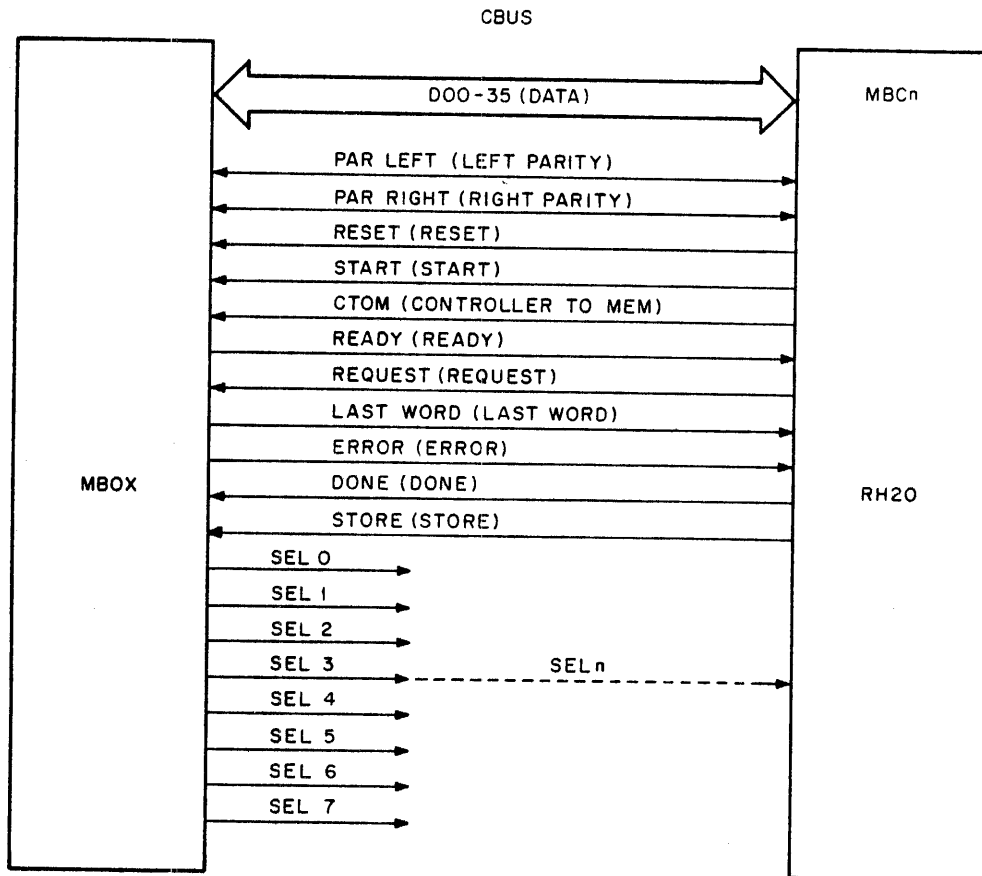 CBUS
D00-35 (DATA)
MBCn
PAR LEFT (LEFT PARITY)
PAR RIGHT (RIGHT PARITY)
RESET (RESET)
START (START)
CTOM (CONTROLLER TO MEM)
READY (READY)
REQUEST (REQUEST)
LAST WORD (LAST WORD)
ERROR (ERROR)
MBOX
DONE (DONE)
RH20
STORE (STORE)
SEL 0
SEL 1
SEL 2
SEL 3
SELn
SEL 4
SEL 5
SEL 6
SEL 7